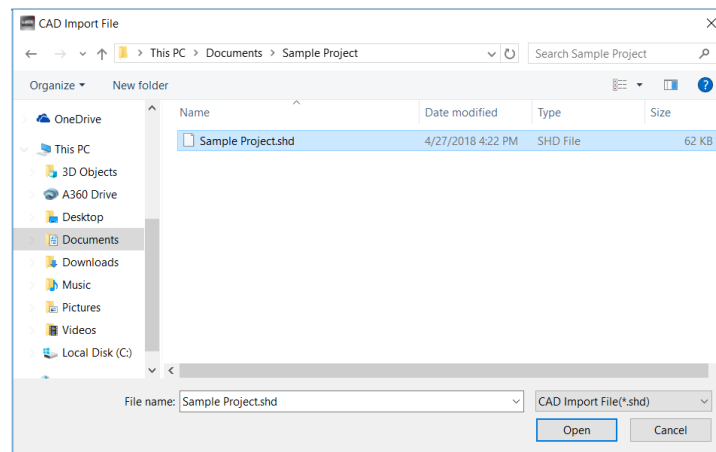 CAD Import File
This PC > Documents > Sample Project
Search Sample Project
Organize
New folder
Name
Date modified
Type
Size
OneDrive
Sample Project.shd
4/27/2018 4:22 PM
SHD File
62 KB
This PC
3D Objects
A360 Drive
Desktop
Documents
Downloads
Music
Pictures
Videos
Local Disk (C:)
File name:
Sample Project.shd
CAD Import File(*.shd)
Open
Cancel